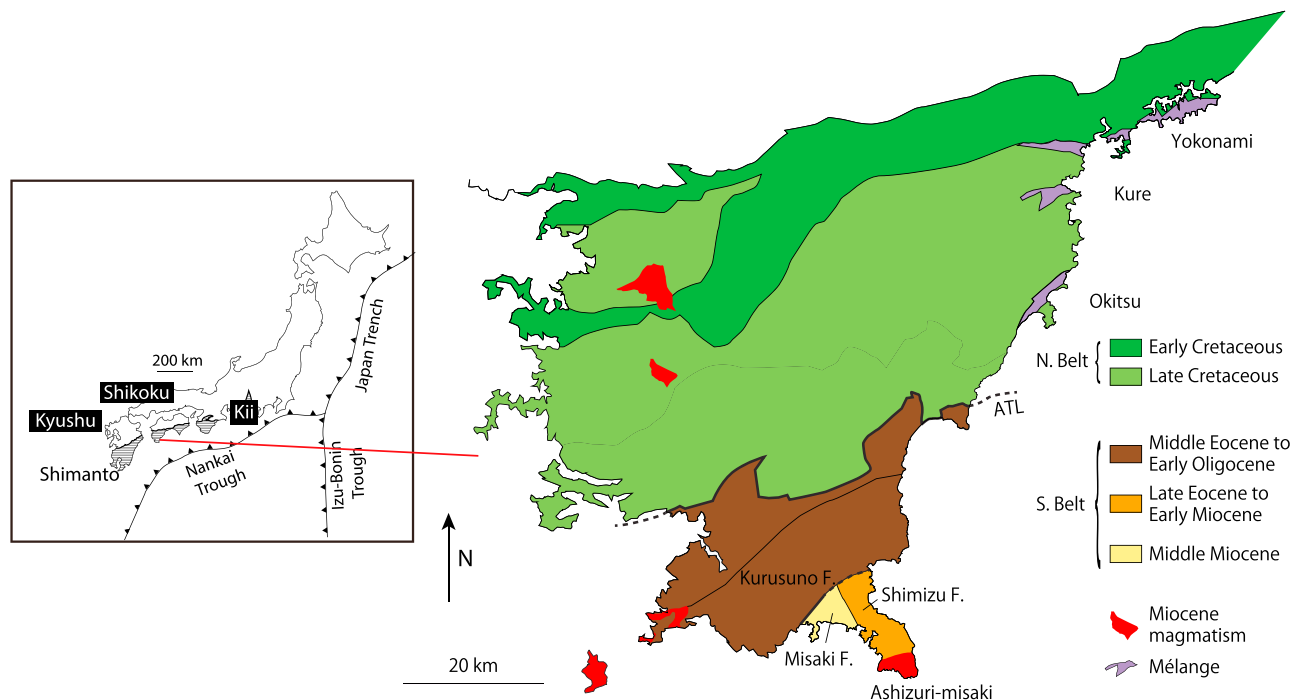 200 km
Shikoku
Kyushu
Kii
Shimanto
Nankai
Trough
Izu-Bonin
Trough
Japan Trench
N
20 km
Yokonami
Kure
Okitsu
ATL
Kurusuno F.
Shimizu F.
Misaki F.
Ashizuri-misaki
N. Belt
Early Cretaceous
Late Cretaceous
S. Belt
Middle Eocene to
Early Oligocene
Late Eocene to
Early Miocene
Middle Miocene
Miocene
magmatism
Mélange